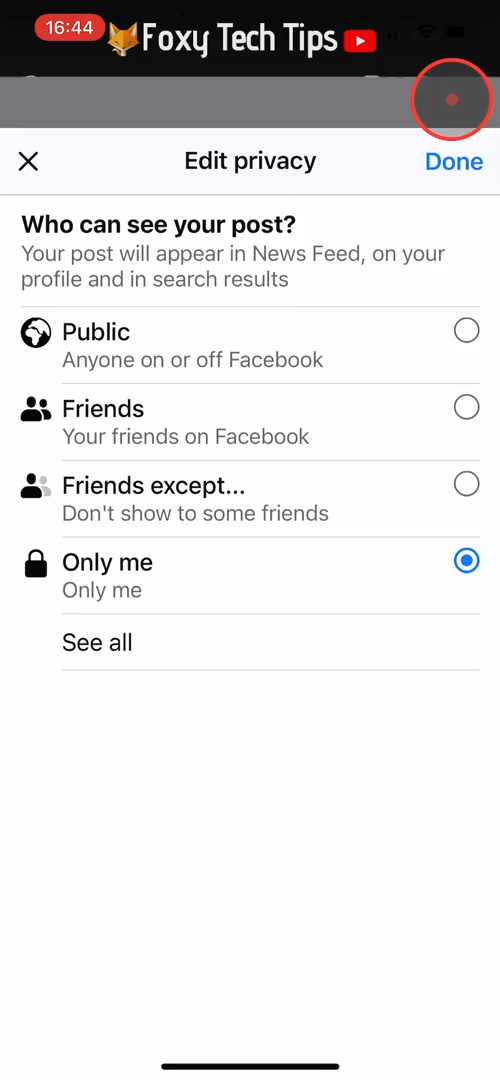 16:44
Foxy Tech Tips
Edit privacy
Done
Who can see your post?
Your post will appear in News Feed, on your
profile and in search results
Public
Anyone on or off Facebook
Friends
Your friends on Facebook
Friends except...
Don't show to some friends
Only me
Only me
See all